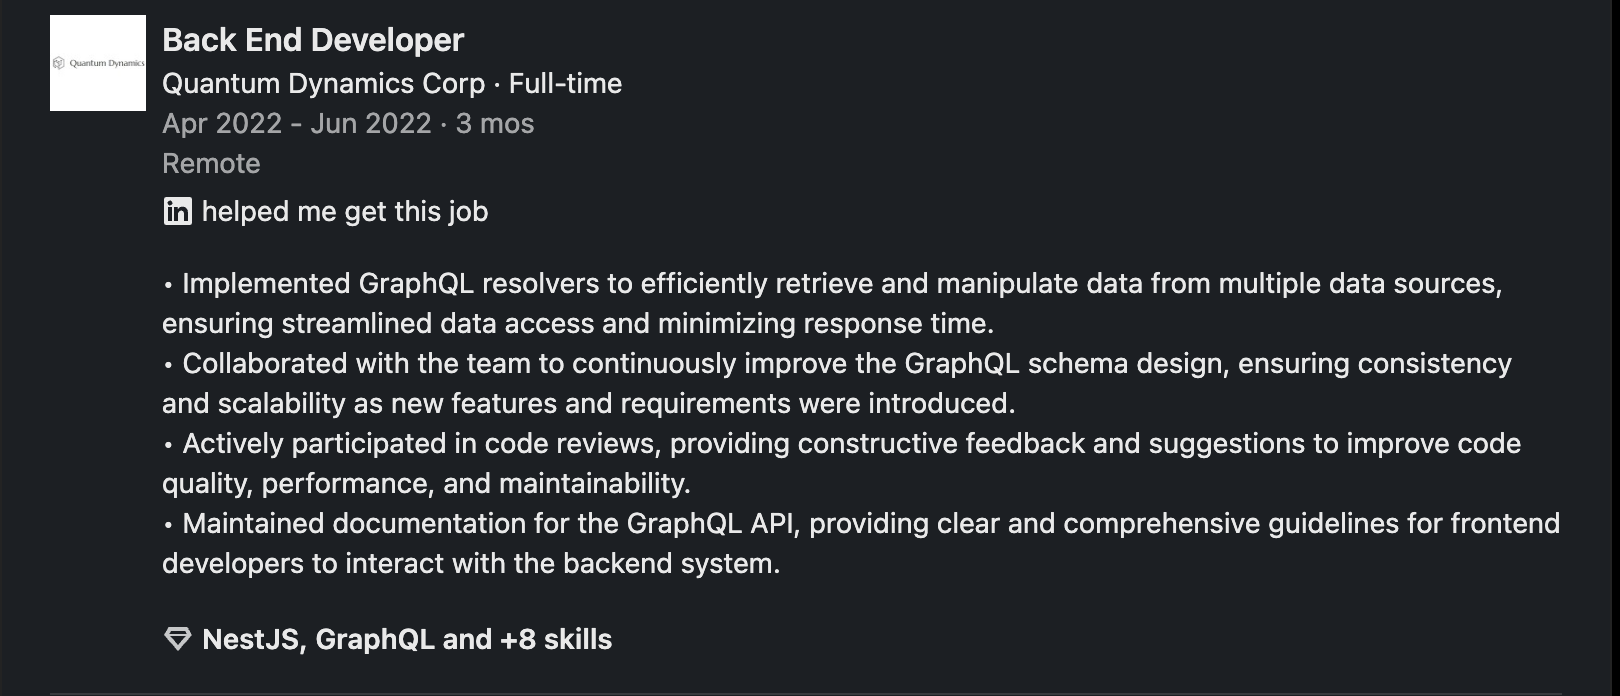 Quantum Dynamics
Back End Developer
Quantum Dynamics Corp · Full-time
Apr 2022 - Jun 2022 · 3 mos
Remote
in helped me get this job
• Implemented GraphQL resolvers to efficiently retrieve and manipulate data from multiple data sources,
ensuring streamlined data access and minimizing response time.
• Collaborated with the team to continuously improve the GraphQL schema design, ensuring consistency
and scalability as new features and requirements were introduced.
• Actively participated in code reviews, providing constructive feedback and suggestions to improve code
quality, performance, and maintainability.
• Maintained documentation for the GraphQL API, providing clear and comprehensive guidelines for frontend
developers to interact with the backend system.
NestJS, GraphQL and +8 skills